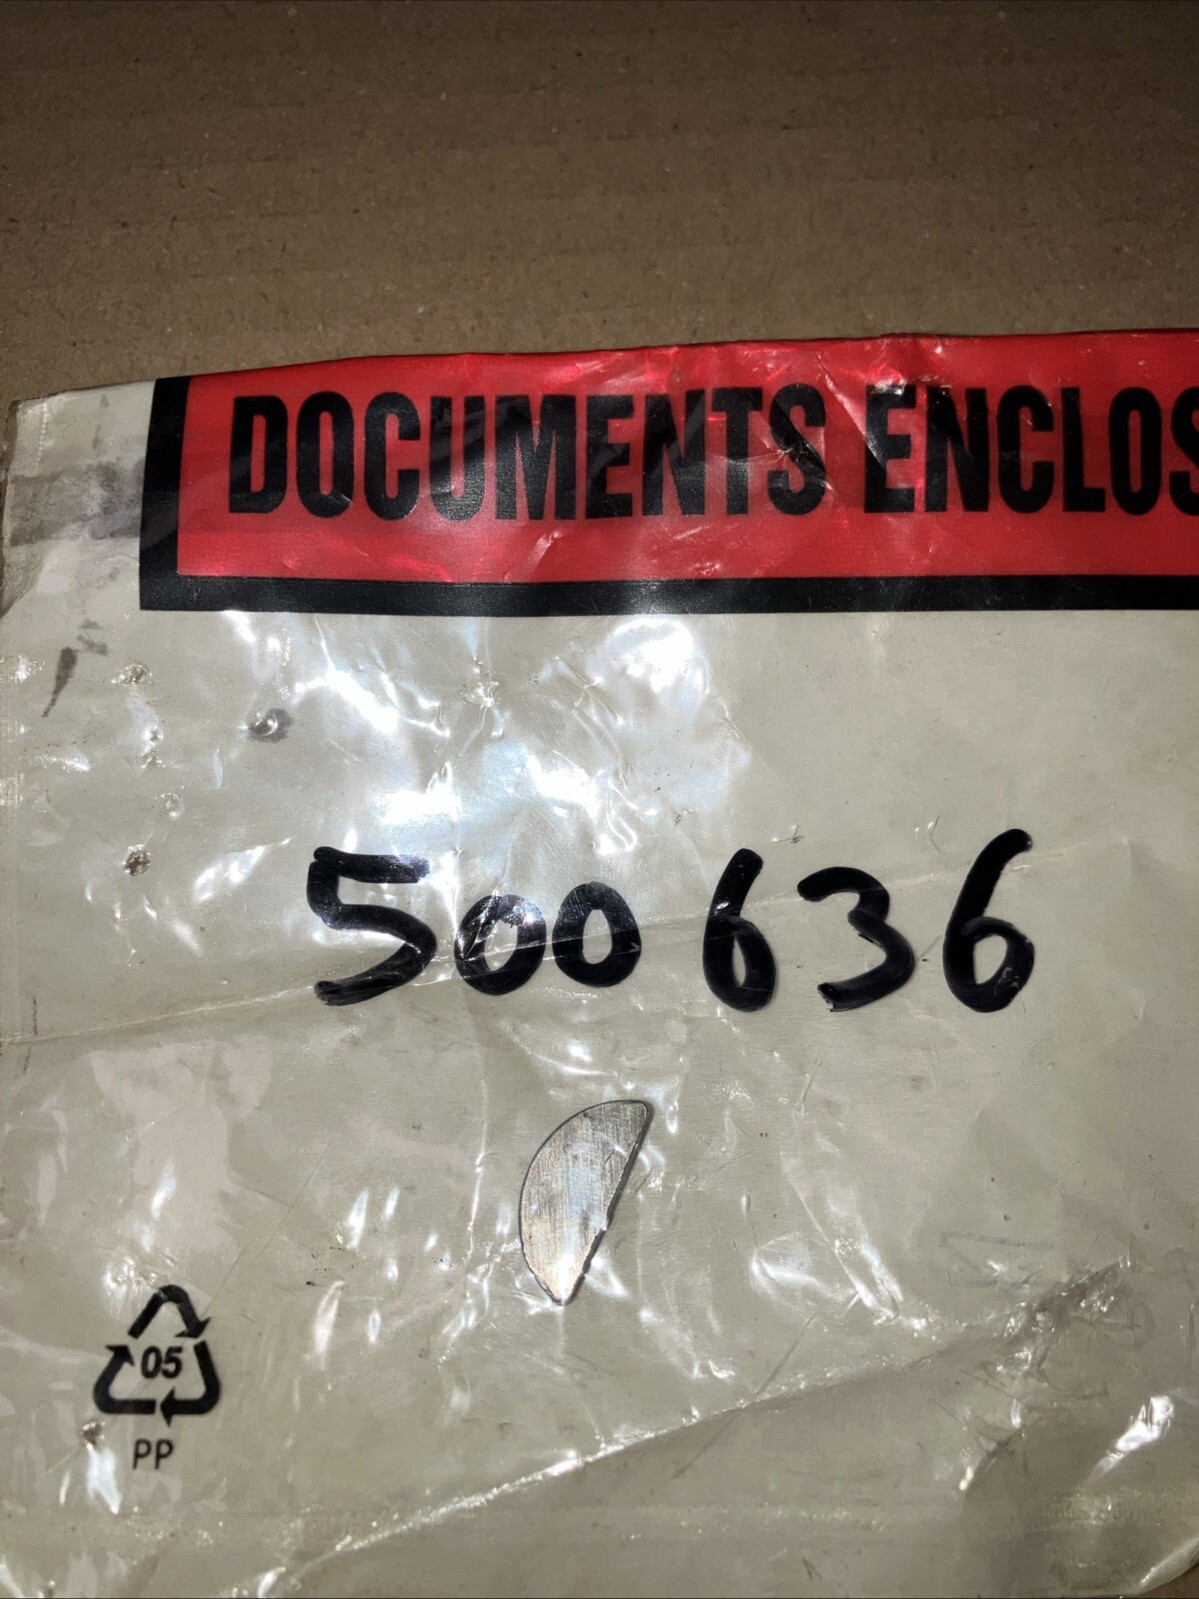 DOCUMENTS ENCLOS
500636
05
PP